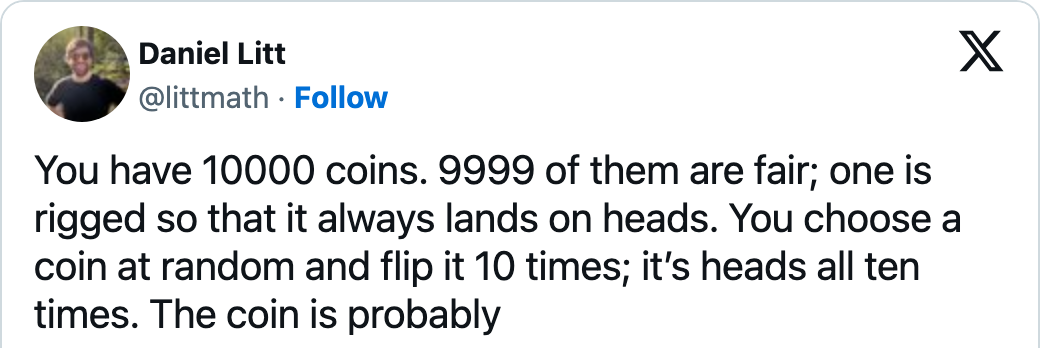 Daniel Litt
@littmath · Follow
You have 10000 coins. 9999 of them are fair; one is
rigged so that it always lands on heads. You choose a
coin at random and flip it 10 times; it’s heads all ten
times. The coin is probably